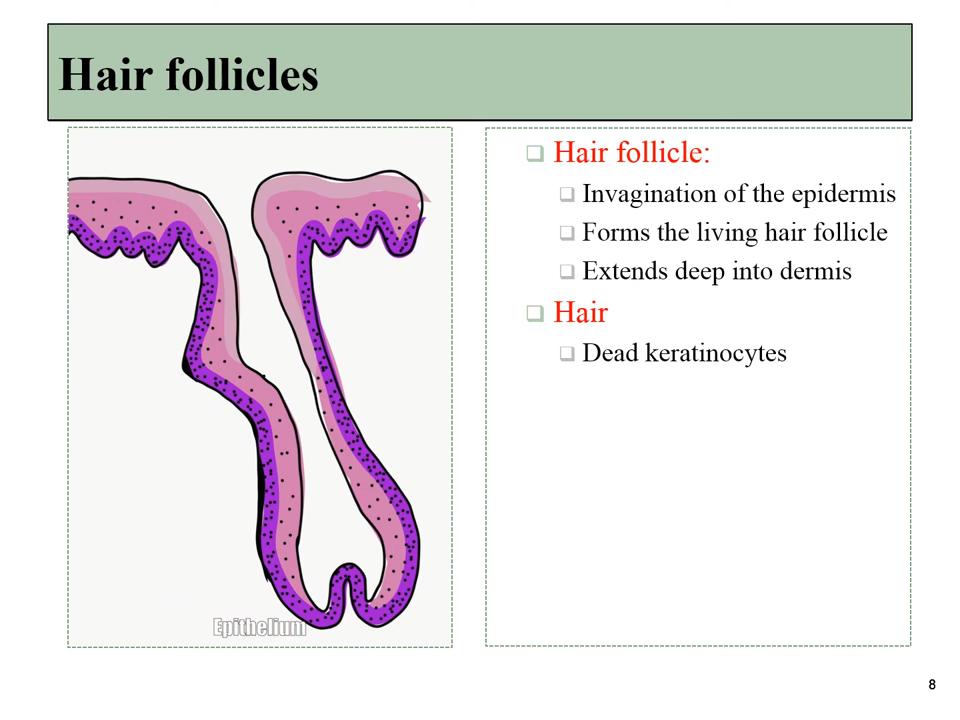 Hair follicles
Hair follicle:
Invagination of the epidermis
Forms the living hair follicle
Extends deep into dermis
Hair
Dead keratinocytes
Epithelium
8